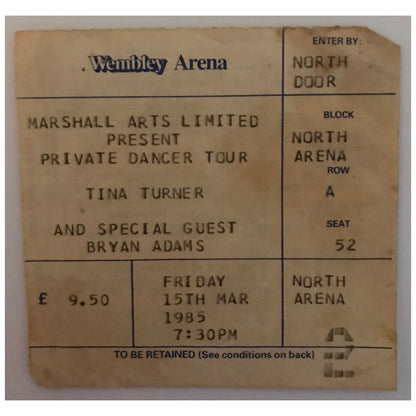 Wembley Arena
ENTER BY:
NORTH
DOOR
MARSHALL ARTS LIMITED
PRESENT
PRIVATE DANCER TOUR
TINA TURNER
AND SPECIAL GUEST
BRYAN ADAMS
BLOCK
NORTH
ARENA
ROW
A
SEAT
52
£ 9.50
FRIDAY
15TH MAR
1985
7:30PM
NORTH
ARENA
TO BE RETAINED (See conditions on back)